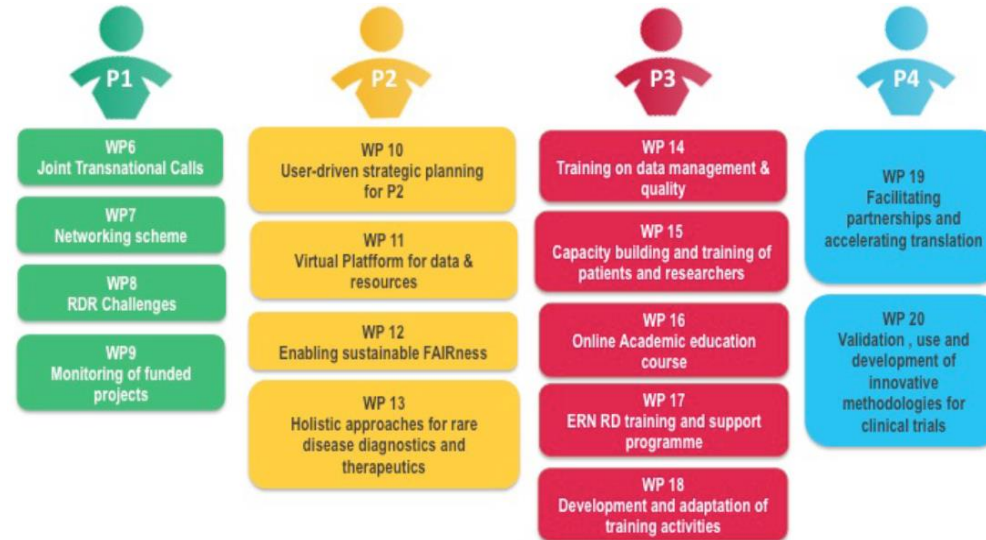 P1
WP6
Joint Transnational Calls
WP7
Networking scheme
WP8
RDR Challenges
WP9
Monitoring of funded
projects
P2
WP 10
User-driven strategic planning
for P2
WP 11
Virtual Plattform for data &
resources
WP 12
Enabling sustainable FAIRness
WP 13
Holistic approaches for rare
disease diagnostics and
therapeutics
P3
WP 14
Training on data management &
quality
WP 15
Capacity building and training of
patients and researchers
WP 16
Online Academic education
course
WP 17
ERN RD training and support
programme
WP 18
Development and adaptation of
training activities
P4
WP 19
Facilitating
partnerships and
accelerating translation
WP 20
Validation , use and
development of
innovative
methodologies for
clinical trials